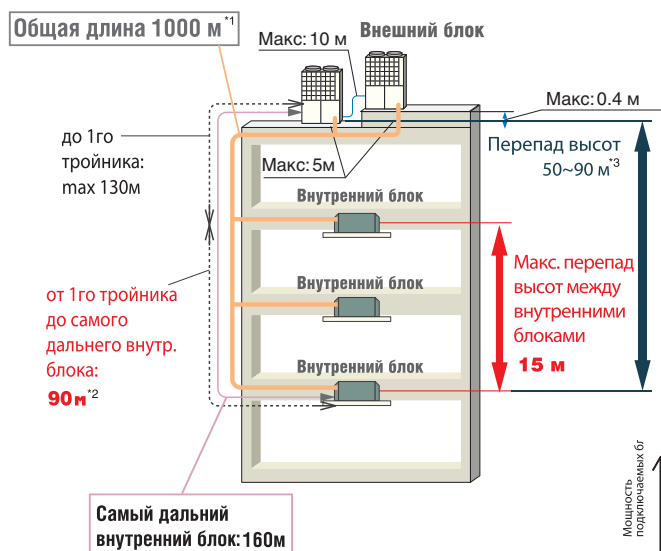 Общая длина 1000 м*1
Макс: 10 м
Внешний блок
Макс: 0.4 м
до 1го
тройника:
max 130м
Макс: 5м
Перепад высот
50~90 м*3
Внутренний блок
Внутренний блок
Внутренний блок
от 1го тройника
до самого
дальнего внутр.
блока:
90м*2
Макс. перепад
высот между
внутренними
блоками
15 м
Самый дальний
внутренний блок: 160м
Мощность
подключаемых бл